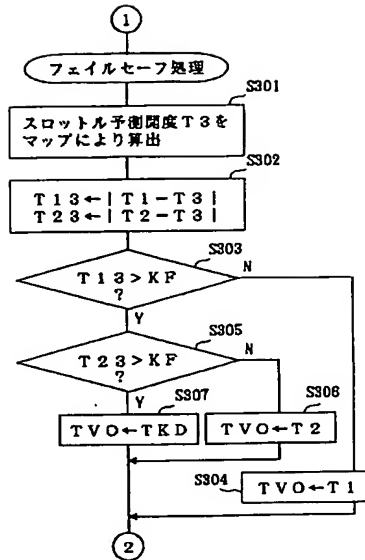 1
フェイルセーフ処理
S301
スロットル予測開度T3を
マップにより算出
S302
T13←|T1-T3|
T23←|T2-T3|
S303
T13>KF
?
N
Y
S305
T23>KF
?
N
Y
S307
TVO←TKD
S306
TVO←T2
S304
TVO←T1
2